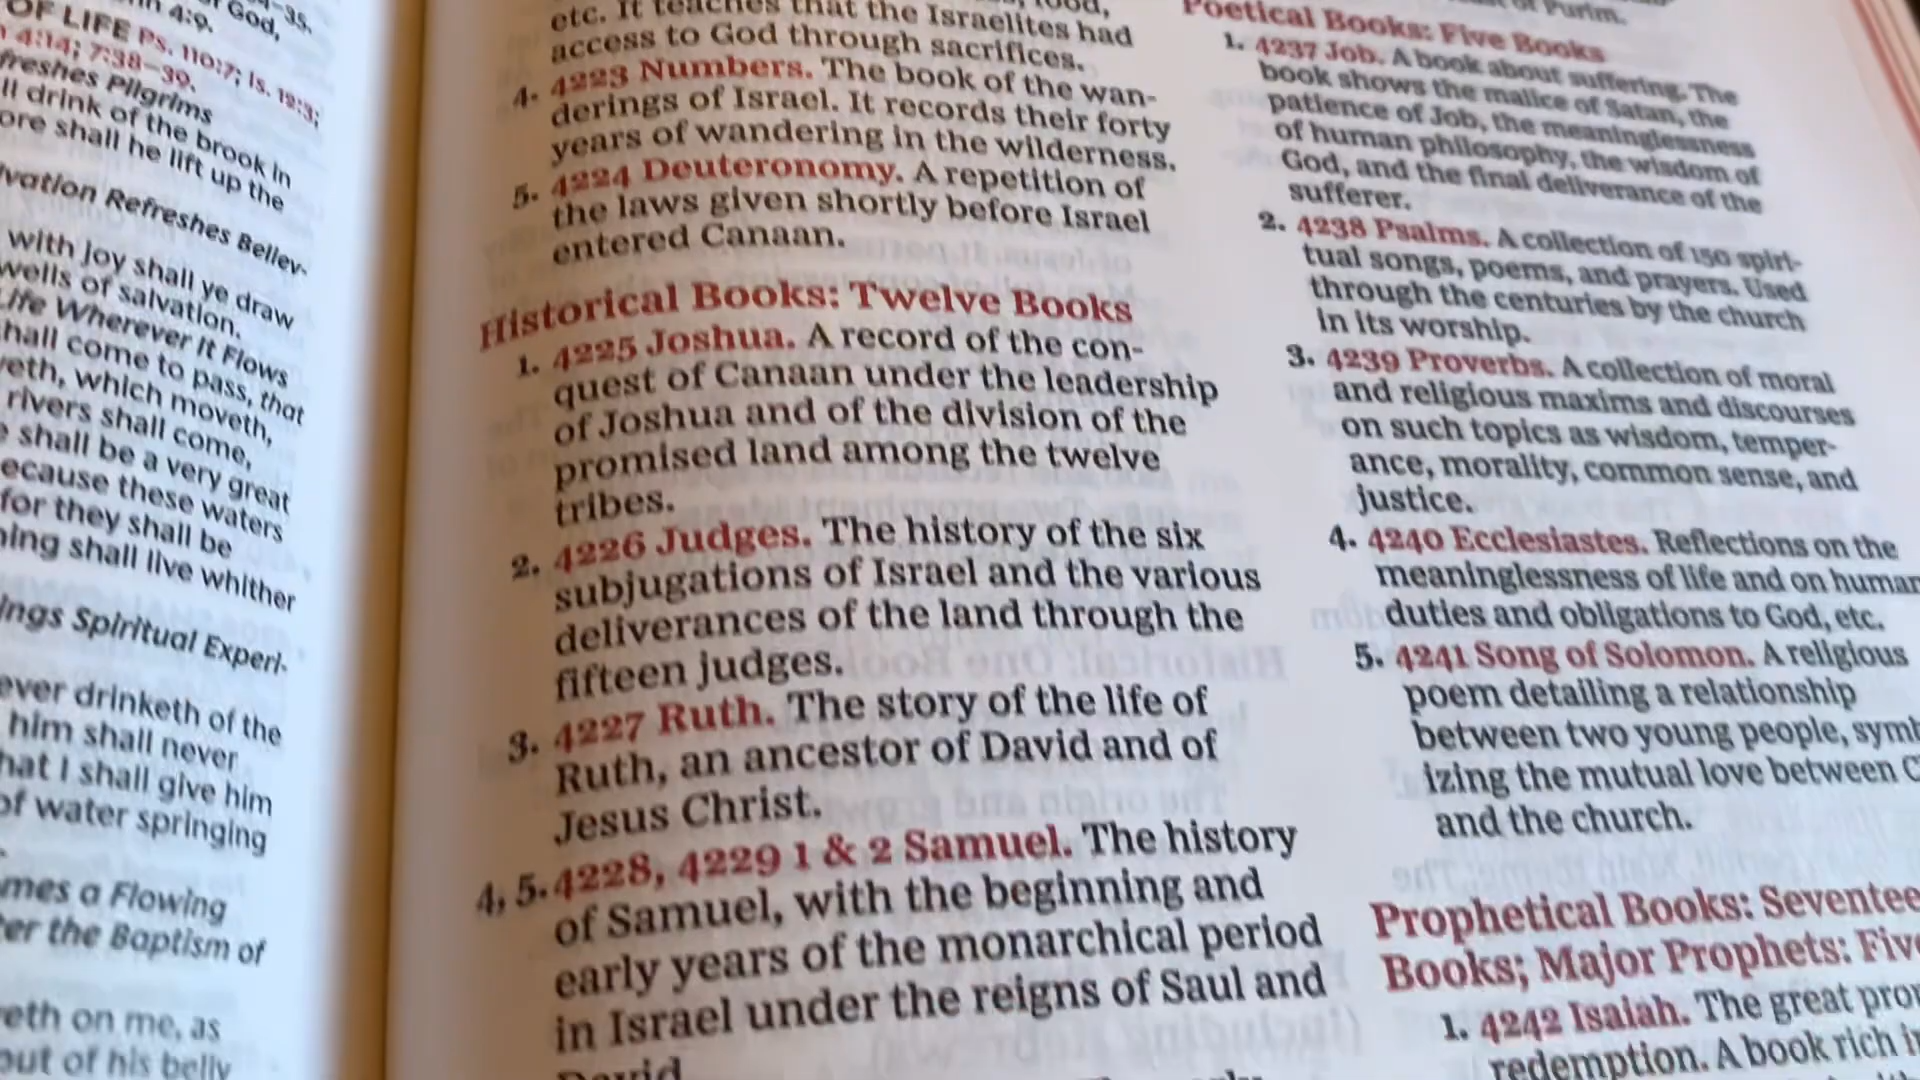 -35.
n 4:9.
God,
OF LIFE Ps. 110:7; Is. 12:3;
4:14; 7:38–39.
freshes Pilgrims
ll drink of the brook in
ore shall he lift up the
vation Refreshes Believ-
with joy shall ye draw
wells of salvation.
Life Wherever It Flows
hall come to pass, that
eth, which moveth,
rivers shall come,
shall be a very great
ecause these waters
for they shall be
ing shall live whither
ings Spiritual Experi-
ever drinketh of the
him shall never
hat I shall give him
of water springing
mes a Flowing
ter the Baptism of
eth on me, as
out of his belly
etc. It teaches that the Israelites had
access to God through sacrifices.
4. 4223 Numbers. The book of the wan-
derings of Israel. It records their forty
years of wandering in the wilderness.
5. 4224 Deuteronomy. A repetition of
the laws given shortly before Israel
entered Canaan.
Historical Books: Twelve Books
1. 4225 Joshua. A record of the con-
quest of Canaan under the leadership
of Joshua and of the division of the
promised land among the twelve
tribes.
2. 4226 Judges. The history of the six
subjugations of Israel and the various
deliverances of the land through the
fifteen judges.
3. 4227 Ruth. The story of the life of
Ruth, an ancestor of David and of
Jesus Christ.
4, 5. 4228, 4229 1 & 2 Samuel. The history
of Samuel, with the beginning and
early years of the monarchical period
in Israel under the reigns of Saul and
David
of Purim.
Poetical Books: Five Books
1. 4237 Job. A book about suffering. The
book shows the malice of Satan, the
patience of Job, the meaninglessness
of human philosophy, the wisdom of
God, and the final deliverance of the
sufferer.
2. 4238 Psalms. A collection of 150 spiri-
tual songs, poems, and prayers. Used
through the centuries by the church
in its worship.
3. 4239 Proverbs. A collection of moral
and religious maxims and discourses
on such topics as wisdom, temper-
ance, morality, common sense, and
justice.
4. 4240 Ecclesiastes. Reflections on the
meaninglessness of life and on human
duties and obligations to God, etc.
5. 4241 Song of Solomon. A religious
poem detailing a relationship
between two young people, symb
izing the mutual love between C
and the church.
Prophetical Books: Seventee
Books; Major Prophets: Five
1. 4242 Isaiah. The great pro
redemption. A book rich in